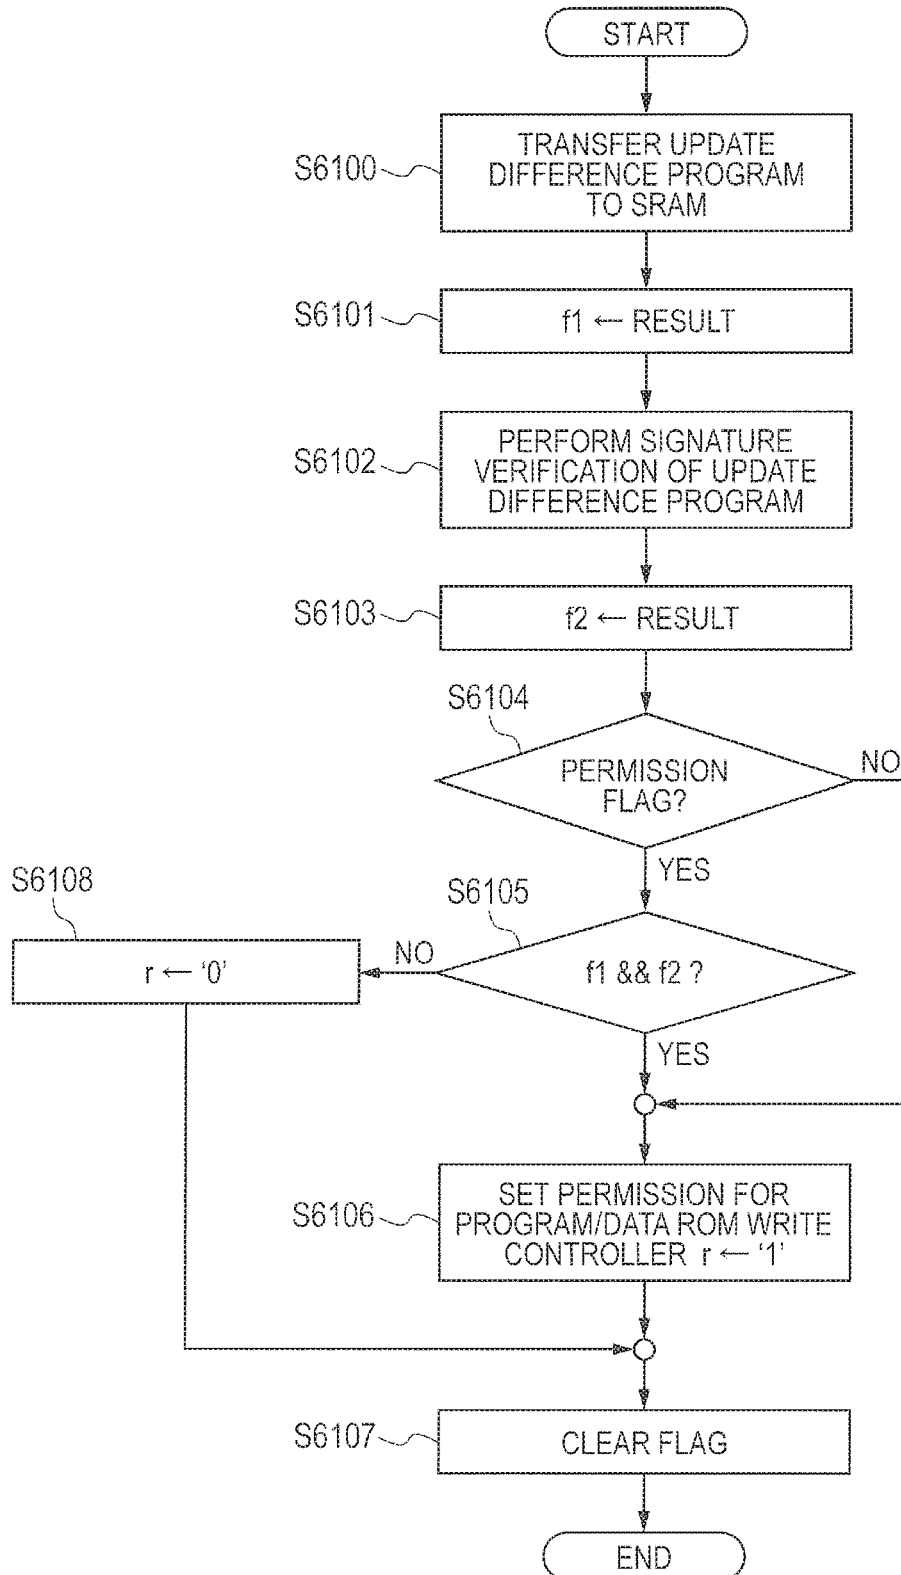 START
S6100
TRANSFER UPDATE
DIFFERENCE PROGRAM
TO SRAM
S6101
f1 ← RESULT
S6102
PERFORM SIGNATURE
VERIFICATION OF UPDATE
DIFFERENCE PROGRAM
S6103
f2 ← RESULT
S6104
PERMISSION
FLAG?
NO
YES
S6108
r ← ‘0’
S6105
NO
f1 && f2 ?
YES
S6106
SET PERMISSION FOR
PROGRAM/DATA ROM WRITE
CONTROLLER r ← ‘1’
S6107
CLEAR FLAG
END